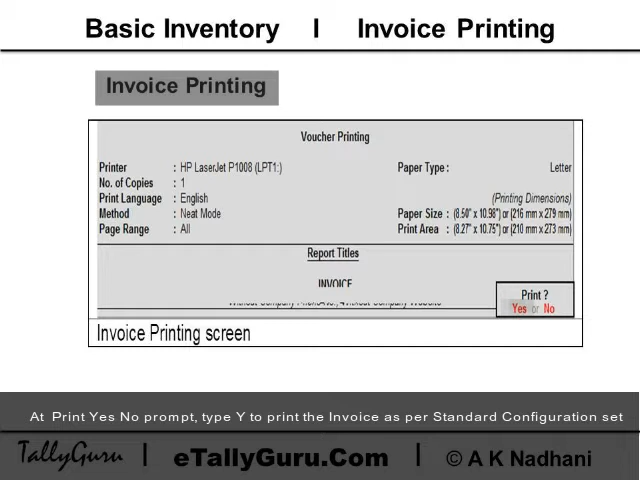 Basic Inventory | Invoice Printing
Invoice Printing
Voucher Printing
Printer : HP LaserJet P1008 (LPT1:) Paper Type : Letter
No. of Copies : 1
Print Language : English (Printing Dimensions)
Method : Neat Mode Paper Size : (8.50" x 10.98") or (216 mm x 279 mm)
Page Range : All Print Area : (8.27" x 10.75") or (210 mm x 273 mm)
Report Titles
INVOICE
Print ?
Yes or No
Invoice Printing screen
At Print Yes No prompt, type Y to print the Invoice as per Standard Configuration set
TallyGuru | eTallyGuru.Com | © A K Nadhani